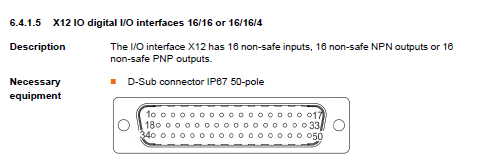 6.4.1.5 X12 IO digital I/O interfaces 16/16 or 16/16/4
Description
The I/O interface X12 has 16 non-safe inputs, 16 non-safe NPN outputs or 16
non-safe PNP outputs.
Necessary
equipment
■ D-Sub connector IP67 50-pole
1 17
18 33
34 50